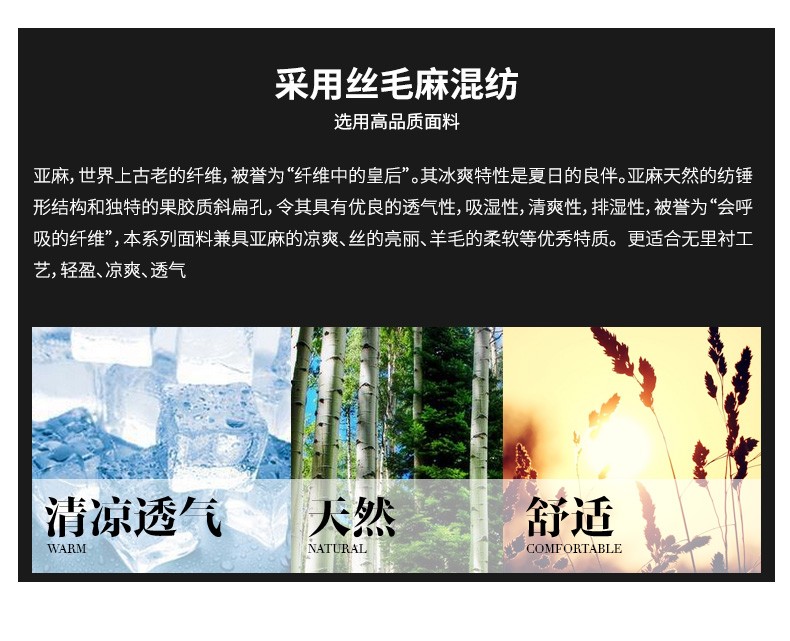 采用丝毛麻混纺
选用高品质面料
亚麻，世界上古老的纤维，被誉为“纤维中的皇后”。其冰爽特性是夏日的良伴。亚麻天然的纺锤
形结构和独特的果胶质斜扁孔，令其具有优良的透气性，吸湿性，清爽性，排湿性，被誉为“会呼
吸的纤维”，本系列面料兼具亚麻的凉爽、丝的亮丽、羊毛的柔软等优秀特质。更适合无里衬工
艺，轻盈、凉爽、透气
清凉透气
WARM
天然
NATURAL
舒适
COMFORTABLE